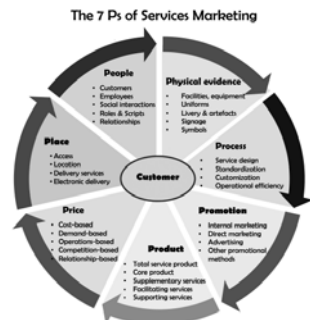 The 7 Ps of Services Marketing
People
• Customers
• Employees
• Social interactions
• Roles & Scripts
• Relationships
Physical evidence
• Facilities, equipment
• Uniforms
• Livery & artefacts
• Signage
• Symbols
Process
• Service design
• Standardization
• Customization
• Operational efficiency
Promotion
• Internal marketing
• Direct marketing
• Advertising
• Other promotional
methods
Product
• Total service product
• Core product
• Supplementary services
• Facilitating services
• Supporting services
Price
• Cost-based
• Demand-based
• Operations-based
• Competition-based
• Relationship-based
Place
• Access
• Location
• Delivery services
• Electronic delivery
Customer